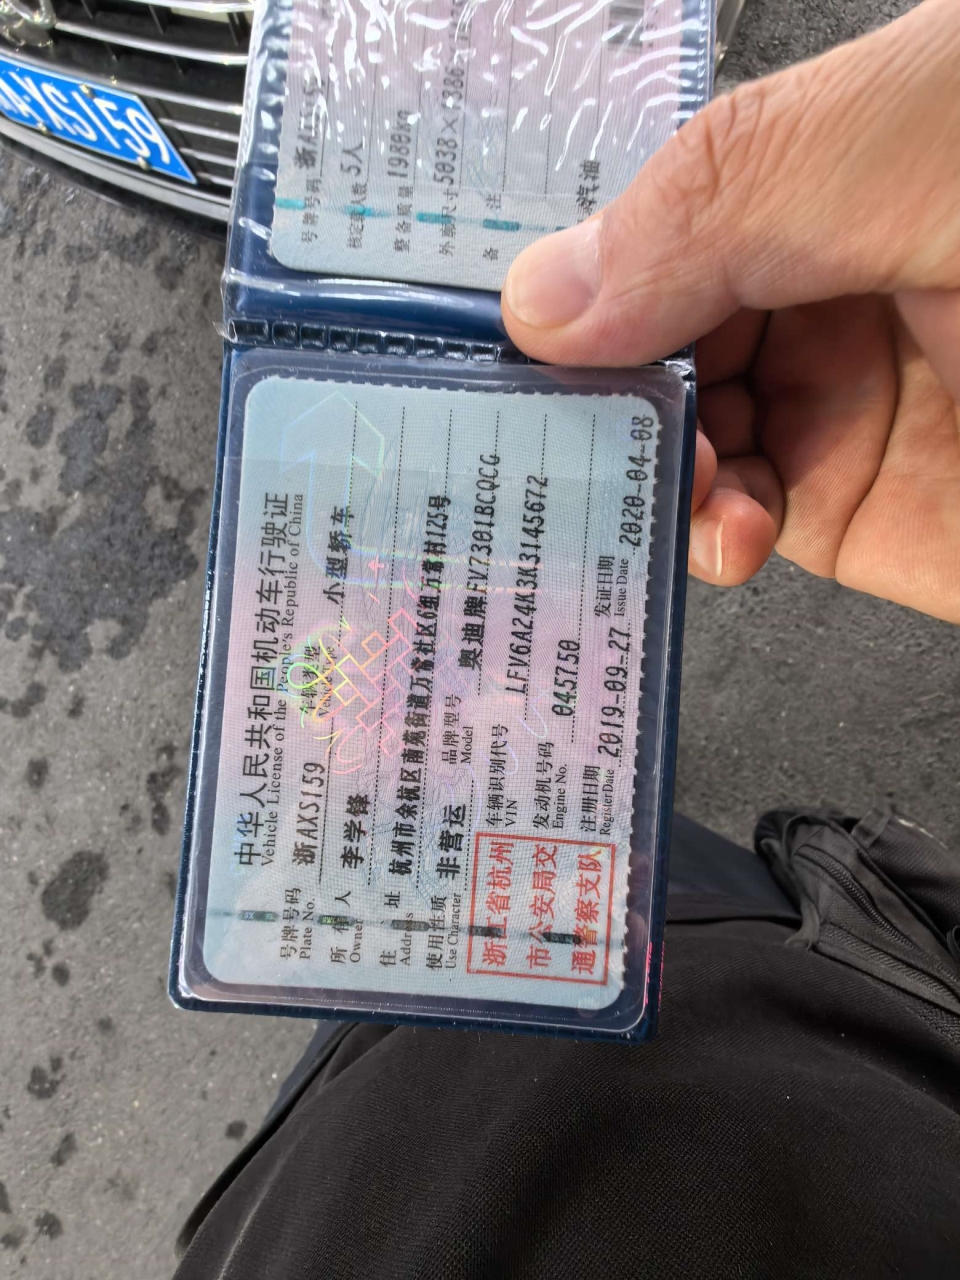 AXS159
号牌号码 浙A
核定载人数 5人
整备质量 1980kg
外廓尺寸 5038×
备 注
汽油
中华人民共和国机动车行驶证
Vehicle License of the People's Republic of China
号牌号码 浙AXS159 车辆类型 小型轿车
Plate No.
所有人 李学锋
Owner
住 址 杭州市余杭区南苑街道万常社区6组万常村125号
Address
使用性质 非营运 品牌型号 奥迪牌FV7301BCQCG
Use Character Model
浙江省杭州
市公安局交
通警察支队
车辆识别代号 LFV6A24K3K3145672
VIN
发动机号码 045750
Engine No.
注册日期 2019-09-27 发证日期 2020-04-08
Register Date Issue Date